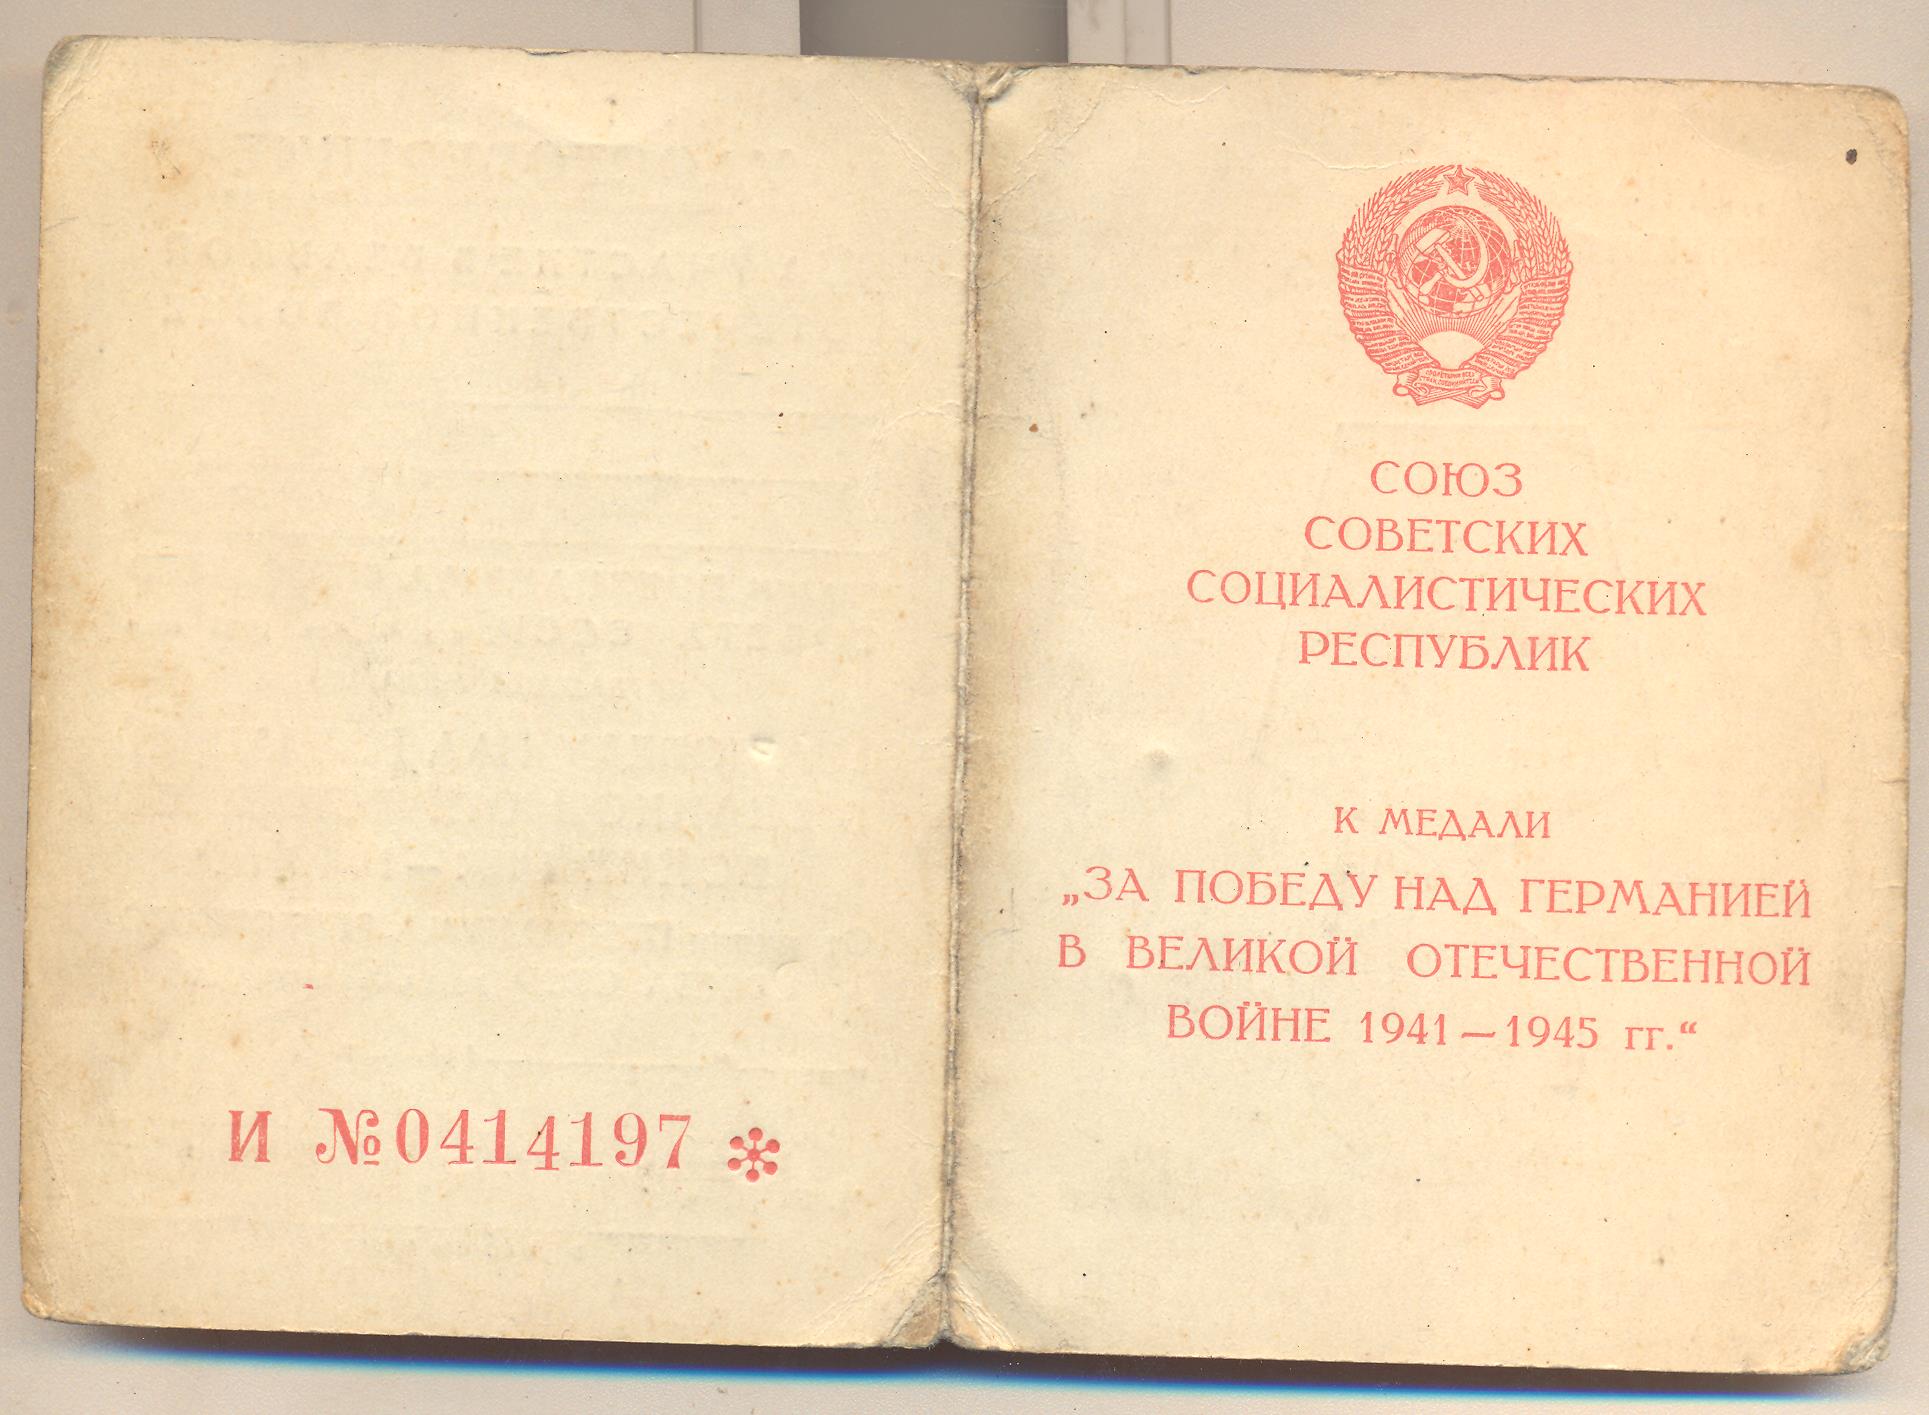 И №0414197
СОЮЗ
СОВЕТСКИХ
СОЦИАЛИСТИЧЕСКИХ
РЕСПУБЛИК
К МЕДАЛИ
„ЗА ПОБЕДУ НАД ГЕРМАНИЕЙ
В ВЕЛИКОЙ ОТЕЧЕСТВЕННОЙ
ВОЙНЕ 1941—1945 гг.“